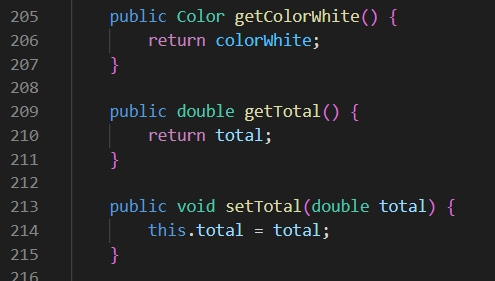 205 public Color getColorWhite() {
206 return colorWhite;
207 }
208
209 public double getTotal() {
210 return total;
211 }
212
213 public void setTotal(double total) {
214 this.total = total;
215 }
216